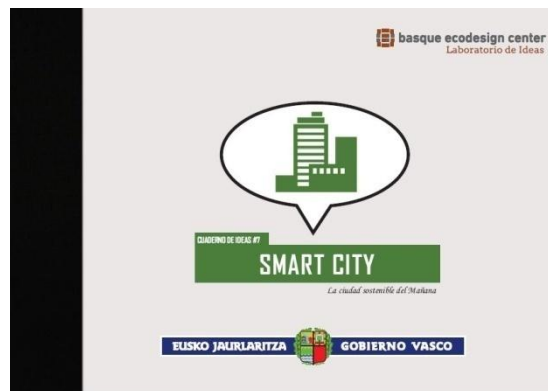 basque ecodesign center
Laboratorio de Ideas
CUADERNO DE IDEAS #7
SMART CITY
La ciudad sostenible del Mañana
EUSKO JAURLARITZA GOBIERNO VASCO